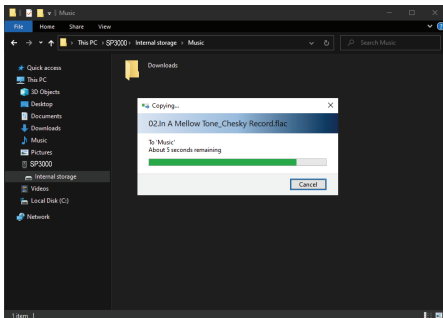 Music
File Home Share View
This PC › SP3000 › Internal storage › Music
Search Music
Quick access
This PC
3D Objects
Desktop
Documents
Downloads
Music
Pictures
SP3000
Internal storage
Videos
Local Disk (C:)
Network
Downloads
Copying...
02.In A Mellow Tone_Chesky Record.flac
To 'Music'
About 5 seconds remaining
Cancel
1 item